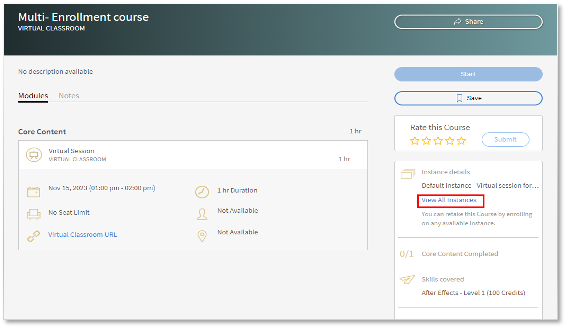 Multi- Enrollment course
VIRTUAL CLASSROOM
Share
No description available
Start
Save
Modules Notes
Rate this Course
Submit
Core Content 1 hr
Virtual Session
VIRTUAL CLASSROOM
1 hr
Nov 15, 2023 (01:00 pm - 02:00 pm)
1 hr Duration
No Seat Limit
Not Available
Virtual Classroom URL
Not Available
Instance details
Default Instance - Virtual session for...
View All Instances
You can retake this Course by enrolling
on any available instance.
0/1 Core Content Completed
Skills covered
After Effects - Level 1 (100 Credits)